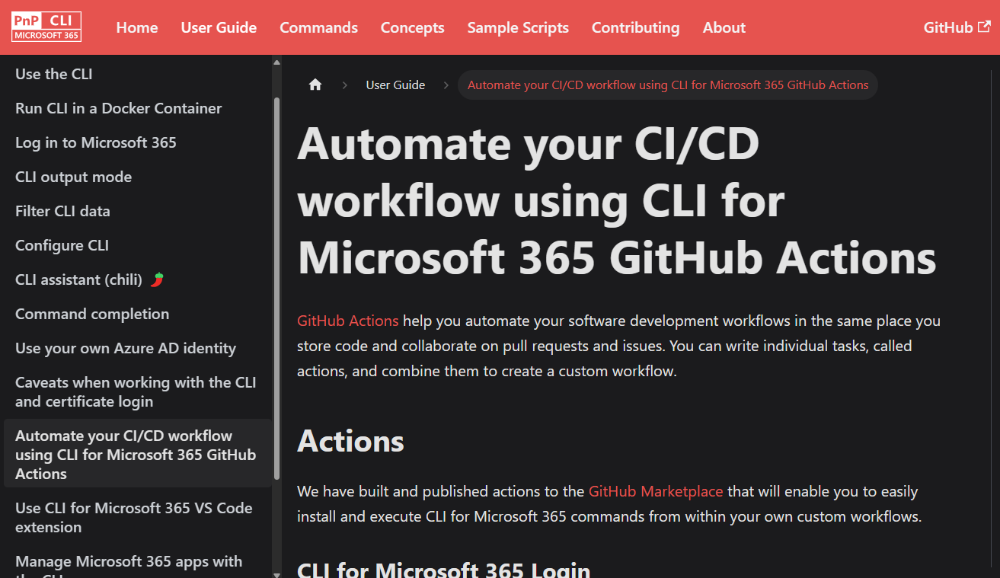 PnP CLI
MICROSOFT 365
Home User Guide Commands Concepts Sample Scripts Contributing About GitHub
Use the CLI
Run CLI in a Docker Container
Log in to Microsoft 365
CLI output mode
Filter CLI data
Configure CLI
CLI assistant (chili) 🌶️
Command completion
Use your own Azure AD identity
Caveats when working with the CLI
and certificate login
Automate your CI/CD workflow
using CLI for Microsoft 365 GitHub
Actions
Use CLI for Microsoft 365 VS Code
extension
Manage Microsoft 365 apps with
the CLI
User Guide Automate your CI/CD workflow using CLI for Microsoft 365 GitHub Actions
Automate your CI/CD
workflow using CLI for
Microsoft 365 GitHub Actions
GitHub Actions help you automate your software development workflows in the same place you
store code and collaborate on pull requests and issues. You can write individual tasks, called
actions, and combine them to create a custom workflow.
Actions
We have built and published actions to the GitHub Marketplace that will enable you to easily
install and execute CLI for Microsoft 365 commands from within your own custom workflows.
CLI for Microsoft 365 Login